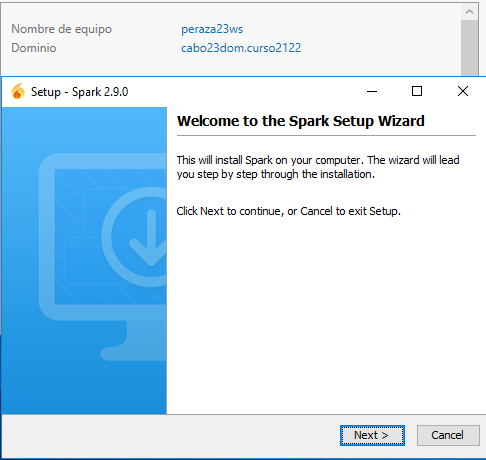 Nombre de equipo peraza23ws
Dominio cabo23dom.curso2122
Setup - Spark 2.9.0
Welcome to the Spark Setup Wizard
This will install Spark on your computer. The wizard will lead
you step by step through the installation.
Click Next to continue, or Cancel to exit Setup.
Next > Cancel